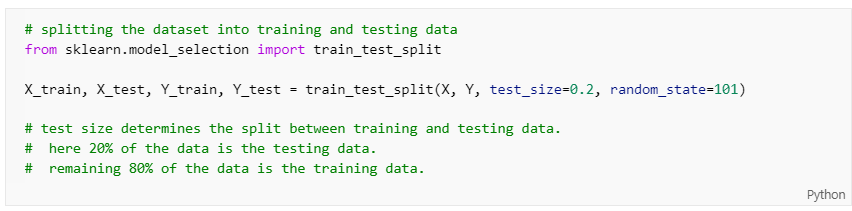 # splitting the dataset into training and testing data
from sklearn.model_selection import train_test_split
X_train, X_test, Y_train, Y_test = train_test_split(X, Y, test_size=0.2, random_state=101)
# test size determines the split between training and testing data.
#  here 20% of the data is the testing data.
#  remaining 80% of the data is the training data.
Python